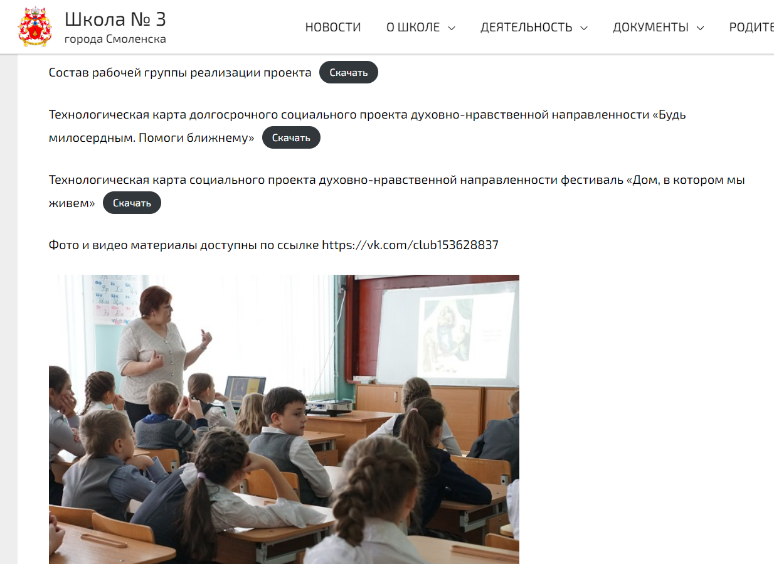 Школа № 3
города Смоленска
НОВОСТИ О ШКОЛЕ ДЕЯТЕЛЬНОСТЬ ДОКУМЕНТЫ РОДИТЕ
Состав рабочей группы реализации проекта Скачать
Технологическая карта долгосрочного социального проекта духовно-нравственной направленности «Будь
милосердным. Помоги ближнему» Скачать
Технологическая карта социального проекта духовно-нравственной направленности фестиваль «Дом, в котором мы
живем» Скачать
Фото и видео материалы доступны по ссылке https://vk.com/club153628837